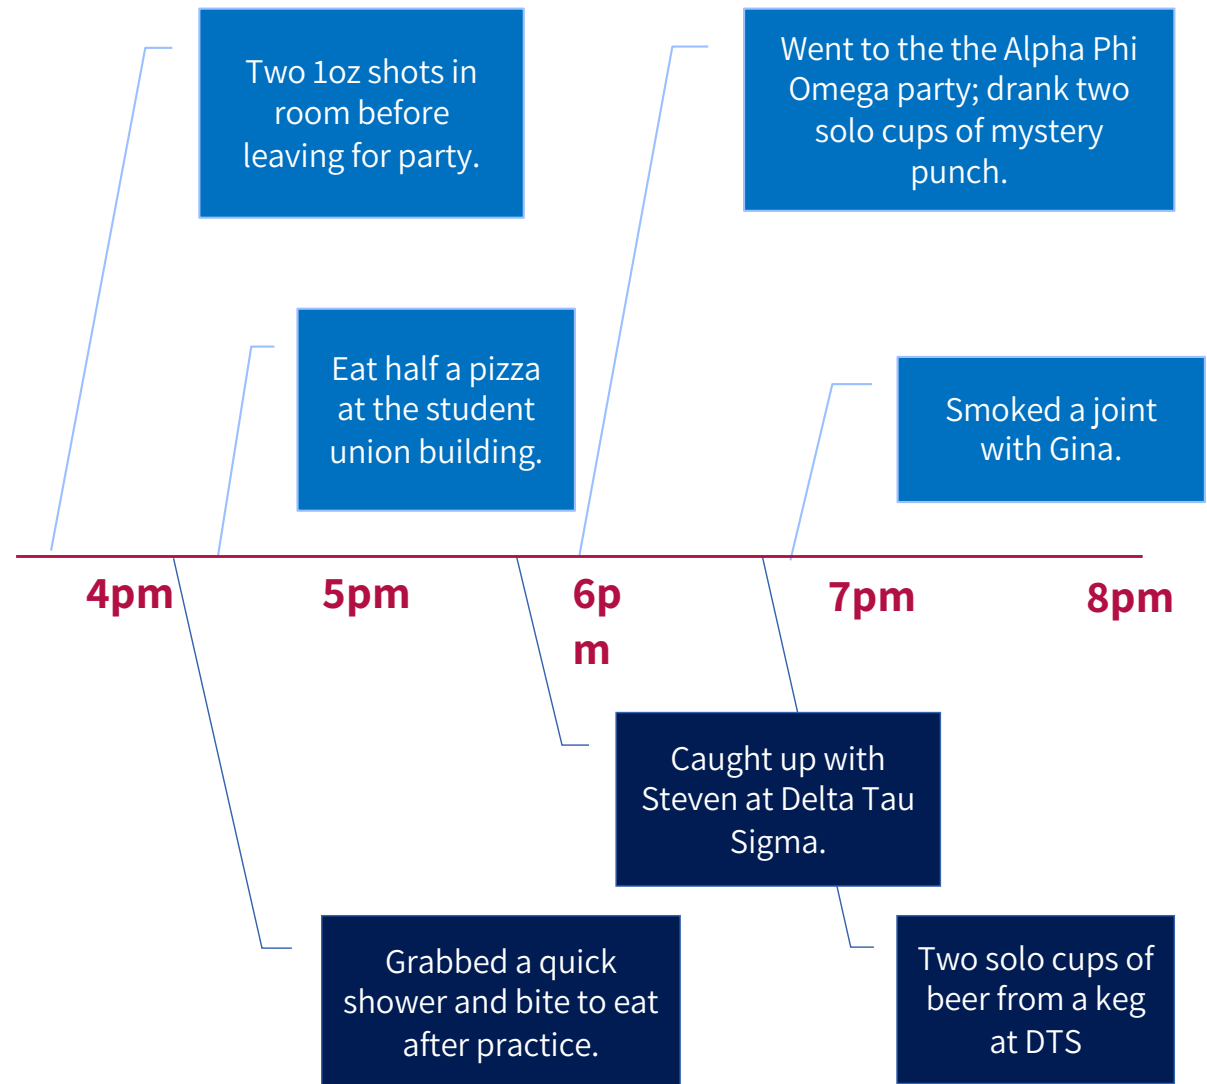 Two 1oz shots in
room before
leaving for party.
Went to the the Alpha Phi
Omega party; drank two
solo cups of mystery
punch.
Eat half a pizza
at the student
union building.
Smoked a joint
with Gina.
4pm
5pm
6p
m
7pm
8pm
Caught up with
Steven at Delta Tau
Sigma.
Grabbed a quick
shower and bite to eat
after practice.
Two solo cups of
beer from a keg
at DTS